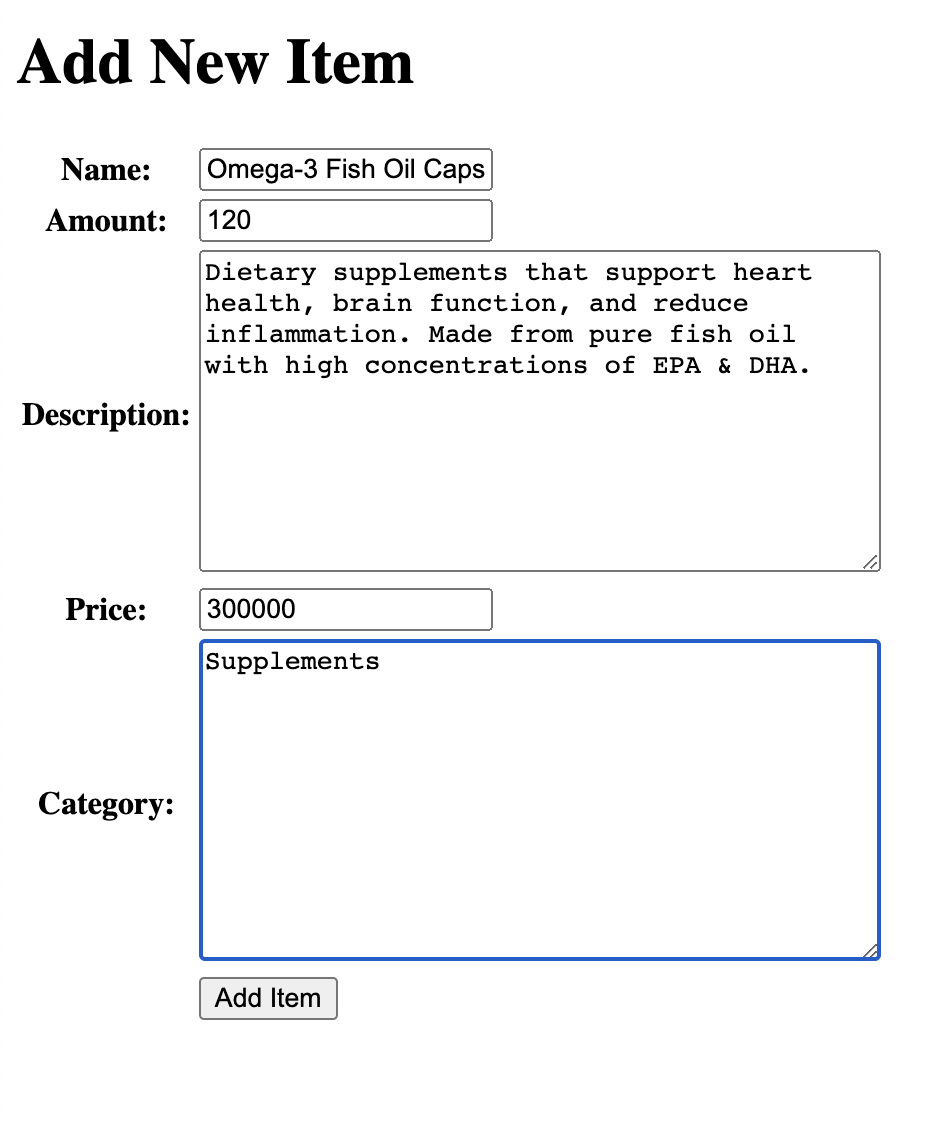 Add New Item
Name: Omega-3 Fish Oil Caps
Amount: 120
Description: Dietary supplements that support heart
health, brain function, and reduce
inflammation. Made from pure fish oil
with high concentrations of EPA & DHA.
Price: 300000
Category: Supplements
Add Item